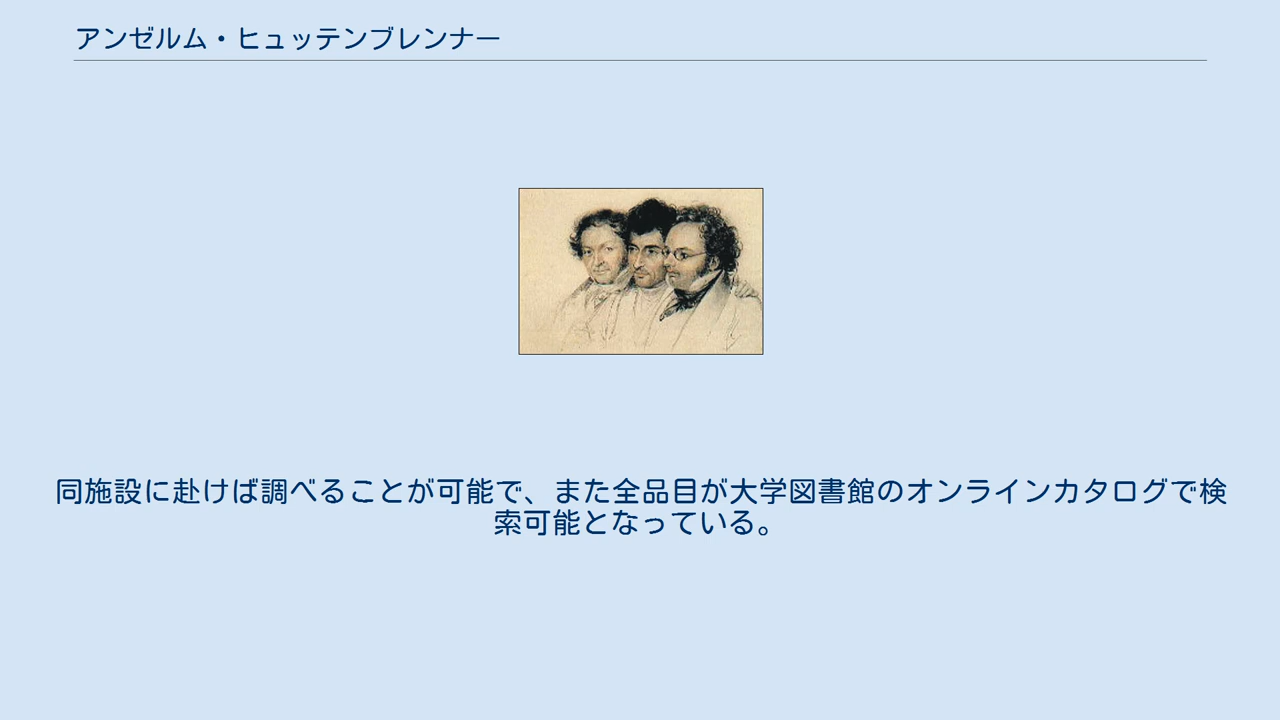 アンゼルム・ヒュッテンブレンナー
同施設に赴けば調べることが可能で、また全品目が大学図書館のオンラインカタログで検
索可能となっている。